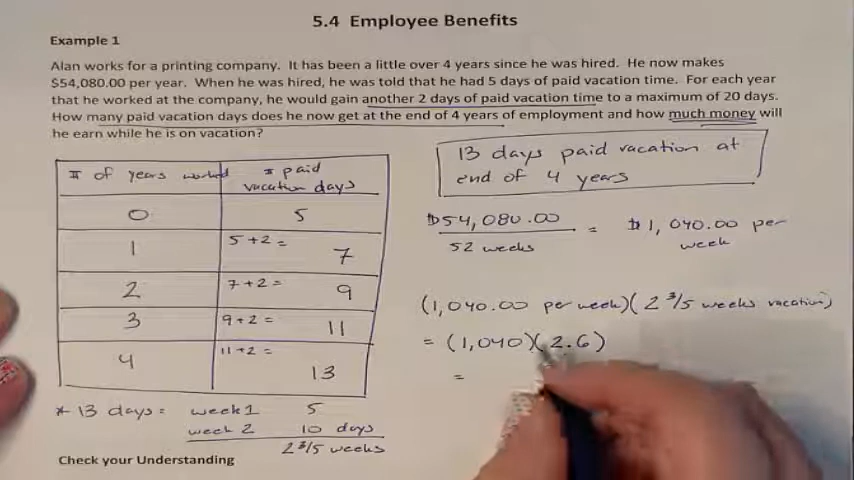 5.4 Employee Benefits
Example 1
Alan works for a printing company. It has been a little over 4 years since he was hired. He now makes
$54,080.00 per year. When he was hired, he was told that he had 5 days of paid vacation time. For each year
that he worked at the company, he would gain another 2 days of paid vacation time to a maximum of 20 days.
How many paid vacation days does he now get at the end of 4 years of employment and how much money will
he earn while he is on vacation?
13 days paid vacation at
end of 4 years
# of years worked # paid vacation days
0 5
1 5+2= 7
2 7+2= 9
3 9+2= 11
4 11+2= 13
$54,080.00 = $1,040.00 per
52 weeks week
(1,040.00 per week)(2 3/5 weeks vacation)
= (1,040)(2.6)
=
* 13 days = week 1 5
week 2 10 days
2 3/5 weeks
Check your Understanding